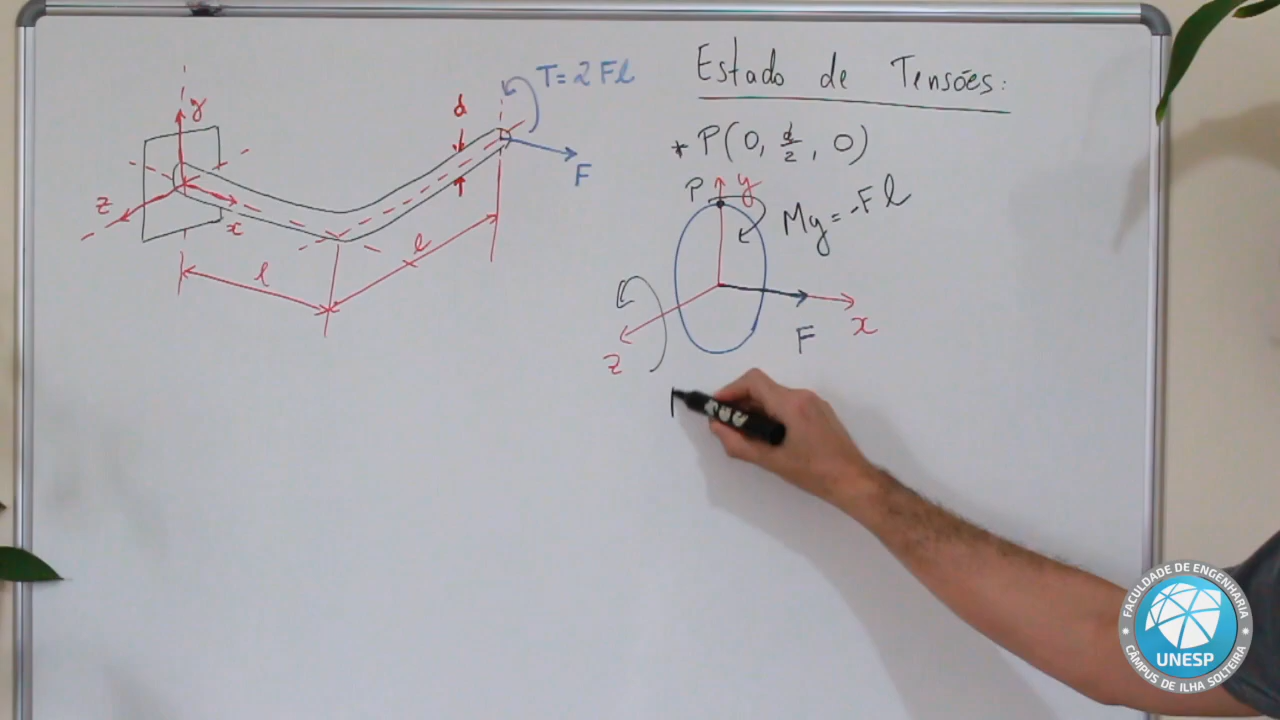 Estado de Tensões:
* P(0, d/2, 0)
T = 2Fl
d
F
y
z
x
l
l
P
y
My = -Fl
F
x
z
FACULDADE DE ENGENHARIA
UNESP
CÂMPUS DE ILHA SOLTEIRA